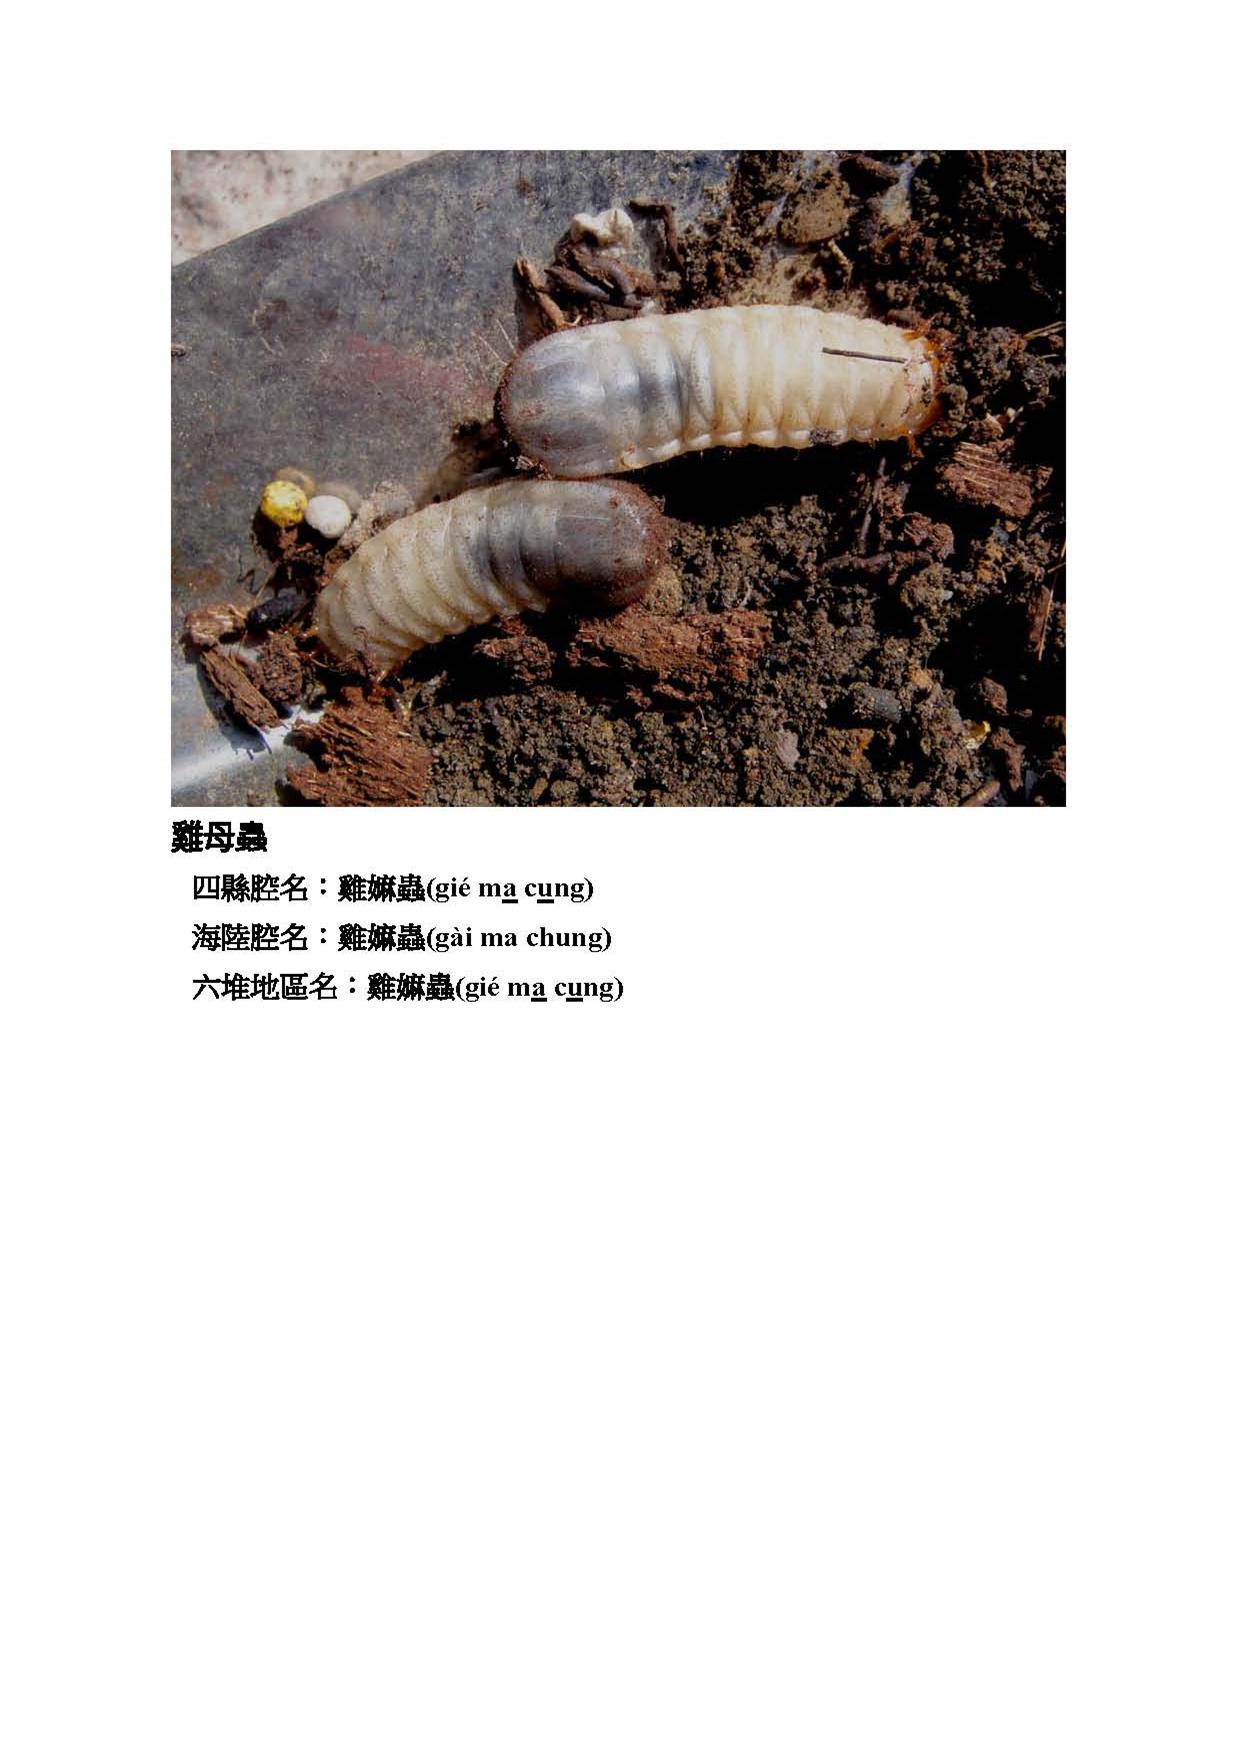 雞母蟲
四縣腔名：雞嫲蟲(gié ma cung)
海陸腔名：雞嫲蟲(gài ma chung)
六堆地區名：雞嫲蟲(gié ma cung)